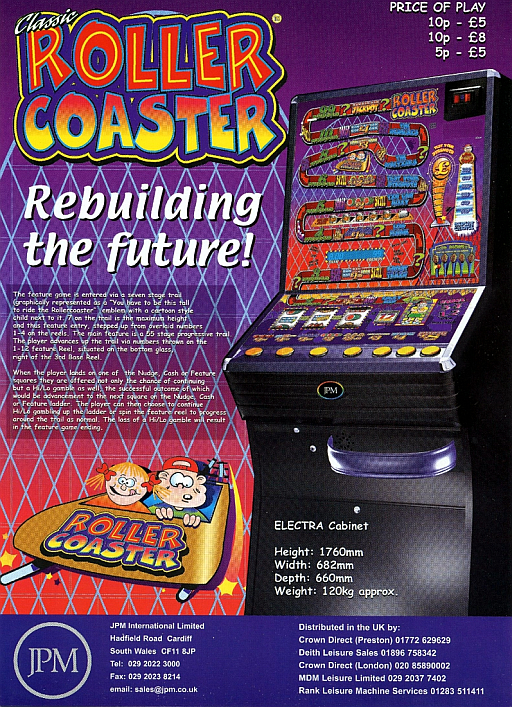 Classic
ROLLER
COASTER
PRICE OF PLAY
10p - £5
10p - £8
5p - £5
Rebuilding
the future!
The feature game is entered via a seven stage trail
(graphically represented as a "You have to be this tall
to ride the Rollercoaster" emblem with a cartoon style
child next to it. 7 on the trail is the maximum height)
and thus feature entry, stepped up from overlaid numbers
1-4 on the reels. The main feature is a 65 stage progressive trail.
The player advances up the trail via numbers thrown on the
1-12 feature Reel, situated on the bottom glass,
right of the 3rd Base Reel.
When the player lands on one of the Nudge, Cash or Feature
squares they are offered not only the chance of continuing
but a Hi/Lo gamble as well, the successful outcome of which
would be advancement to the next square on the Nudge, Cash
or Feature ladder. The player can then choose to continue
Hi/Lo gambling up the ladder or spin the feature reel to progress
around the trail as normal. The loss of a Hi/Lo gamble will result
in the feature game ending.
ROLLER
COASTER
JPM
ROLLER
COASTER
ELECTRA Cabinet
Height: 1760mm
Width: 682mm
Depth: 660mm
Weight: 120kg approx.
JPM
JPM International Limited
Hadfield Road Cardiff
South Wales CF11 8JP
Tel: 029 2022 3000
Fax: 029 2023 8214
email: sales@jpm.co.uk
Distributed in the UK by:
Crown Direct (Preston) 01772 629629
Deith Leisure Sales 01896 758342
Crown Direct (London) 020 85890002
MDM Leisure Limited 029 2037 7402
Rank Leisure Machine Services 01283 511411